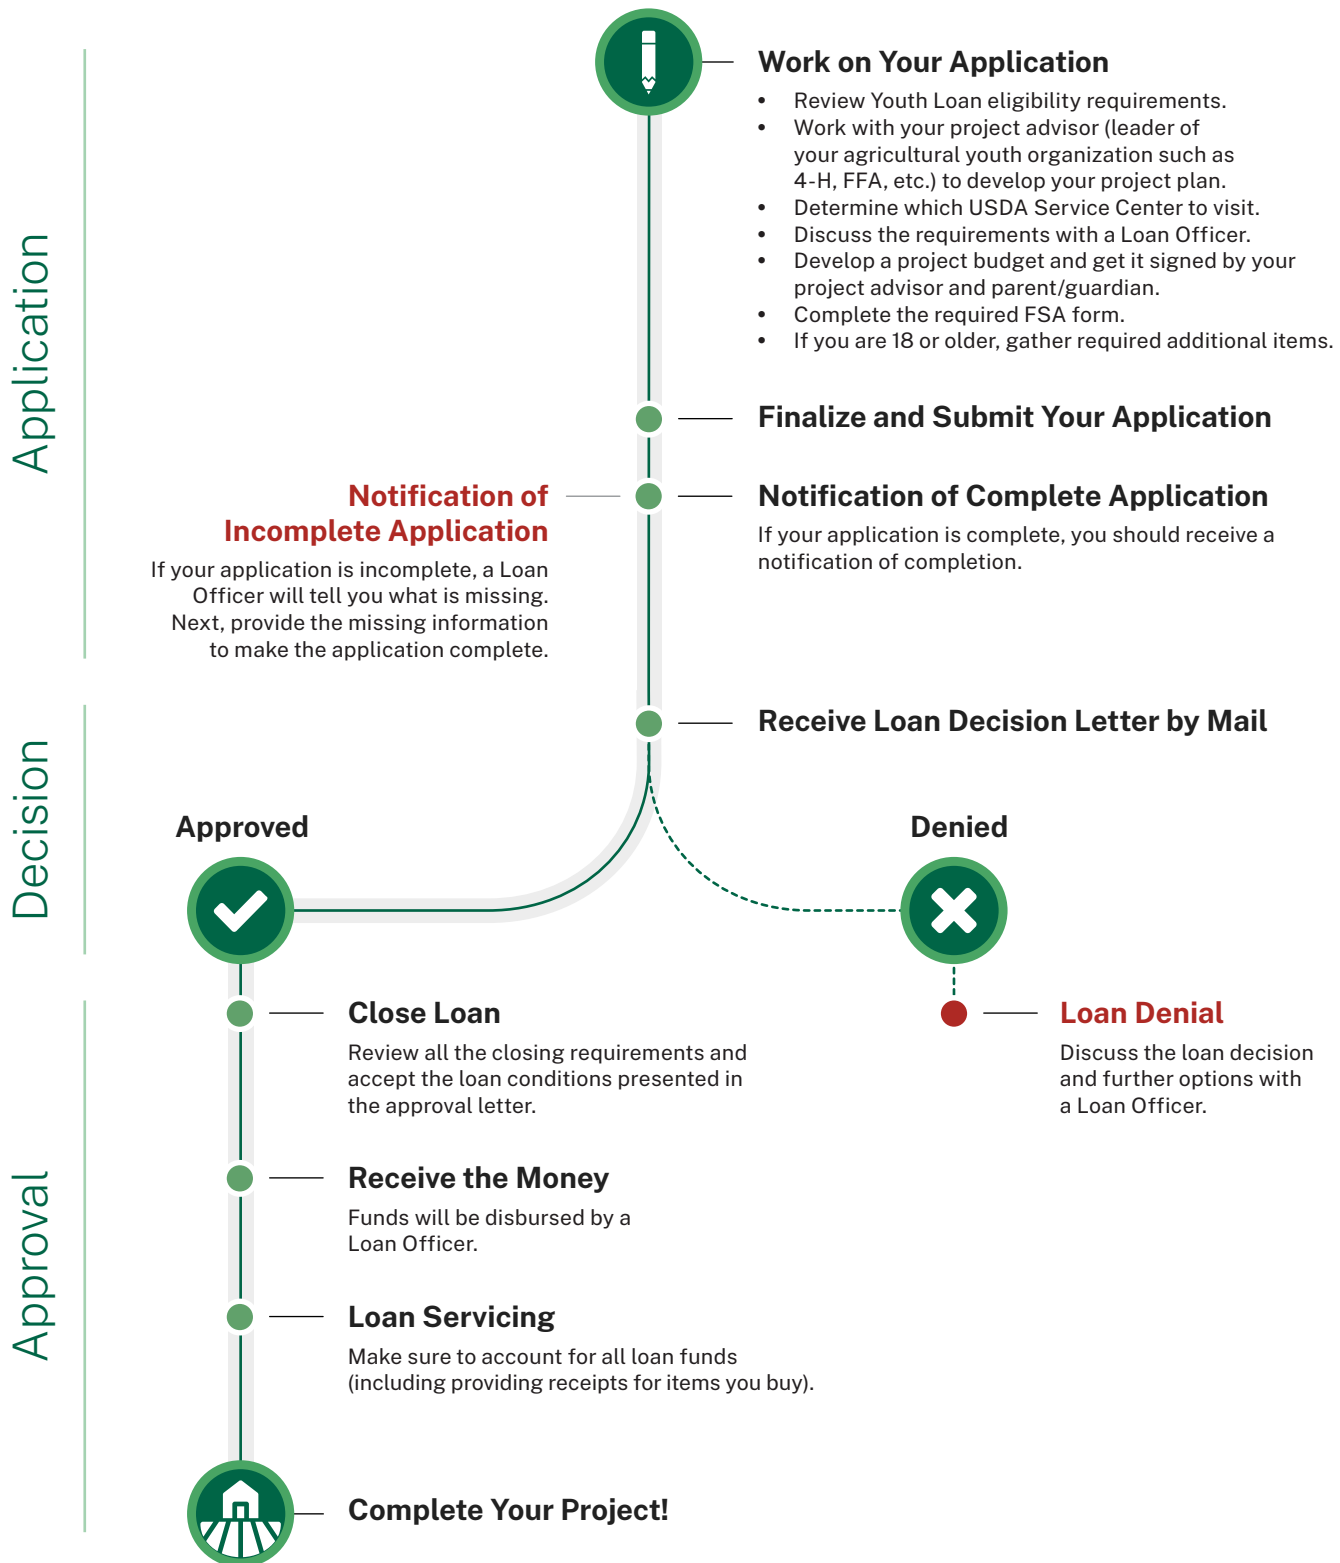 Application
Work on Your Application
• Review Youth Loan eligibility requirements.
• Work with your project advisor (leader of
your agricultural youth organization such as
4-H, FFA, etc.) to develop your project plan.
• Determine which USDA Service Center to visit.
• Discuss the requirements with a Loan Officer.
• Develop a project budget and get it signed by your
project advisor and parent/guardian.
• Complete the required FSA form.
• If you are 18 or older, gather required additional items.
Finalize and Submit Your Application
Notification of
Incomplete Application
If your application is incomplete, a Loan
Officer will tell you what is missing.
Next, provide the missing information
to make the application complete.
Notification of Complete Application
If your application is complete, you should receive a
notification of completion.
Decision
Receive Loan Decision Letter by Mail
Approved
Denied
Approval
Close Loan
Review all the closing requirements and
accept the loan conditions presented in
the approval letter.
Loan Denial
Discuss the loan decision
and further options with
a Loan Officer.
Receive the Money
Funds will be disbursed by a
Loan Officer.
Loan Servicing
Make sure to account for all loan funds
(including providing receipts for items you buy).
Complete Your Project!